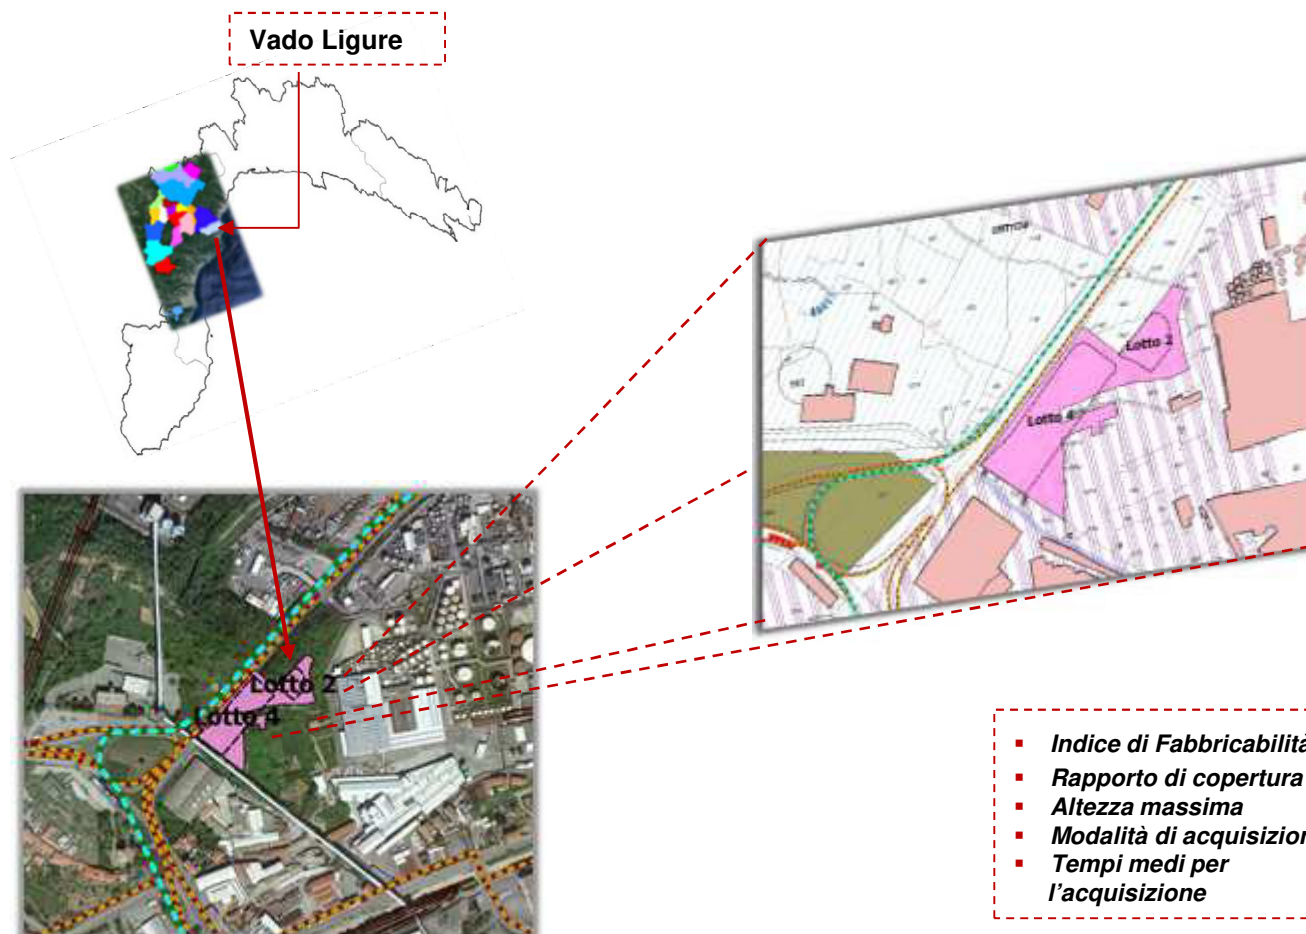 Vado Ligure
Lotto 2
Lotto 4
Lotto 2
Lotto 4
Indice di Fabbricabilità
Rapporto di copertura
Altezza massima
Modalità di acquisizion
Tempi medi per
l'acquisizione